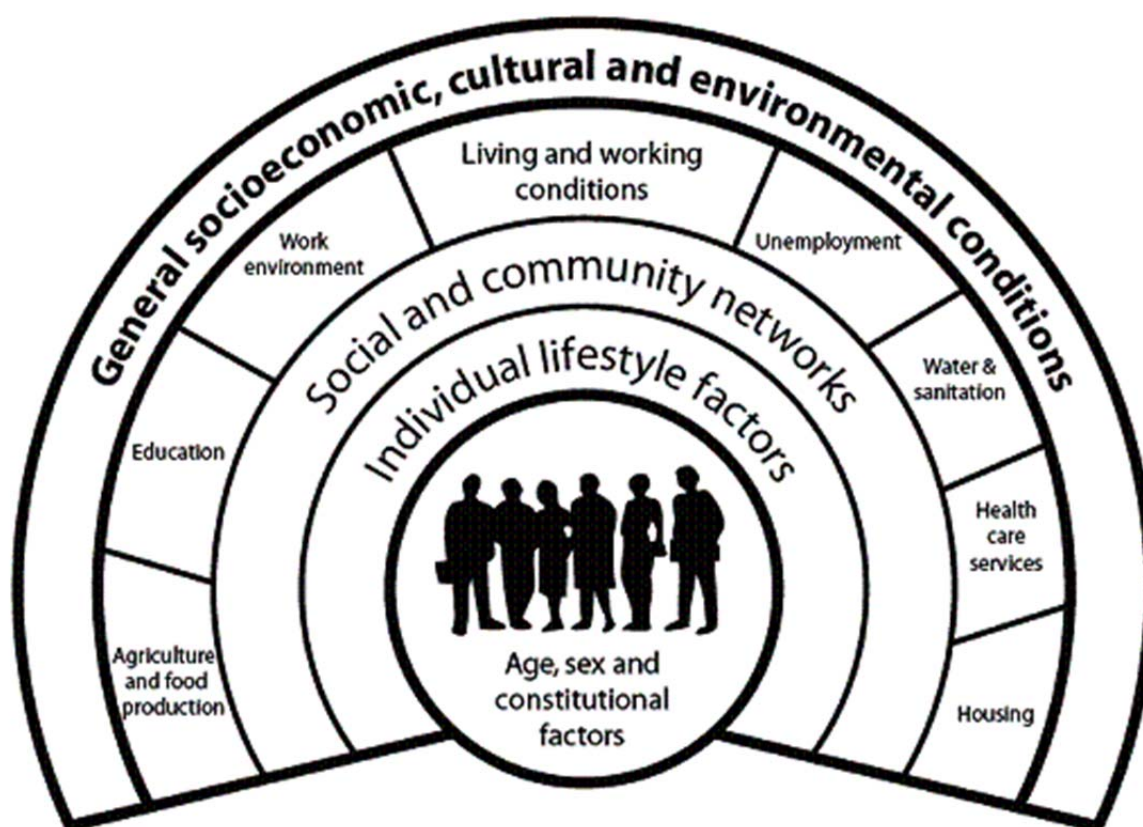 General socioeconomic, cultural and environmental conditions
Living and working
conditions
Work
environment
Unemployment
Education
Water &
sanitation
Agriculture
and food
production
Health
care
services
Housing
Social and community networks
Individual lifestyle factors
Age, sex and
constitutional
factors